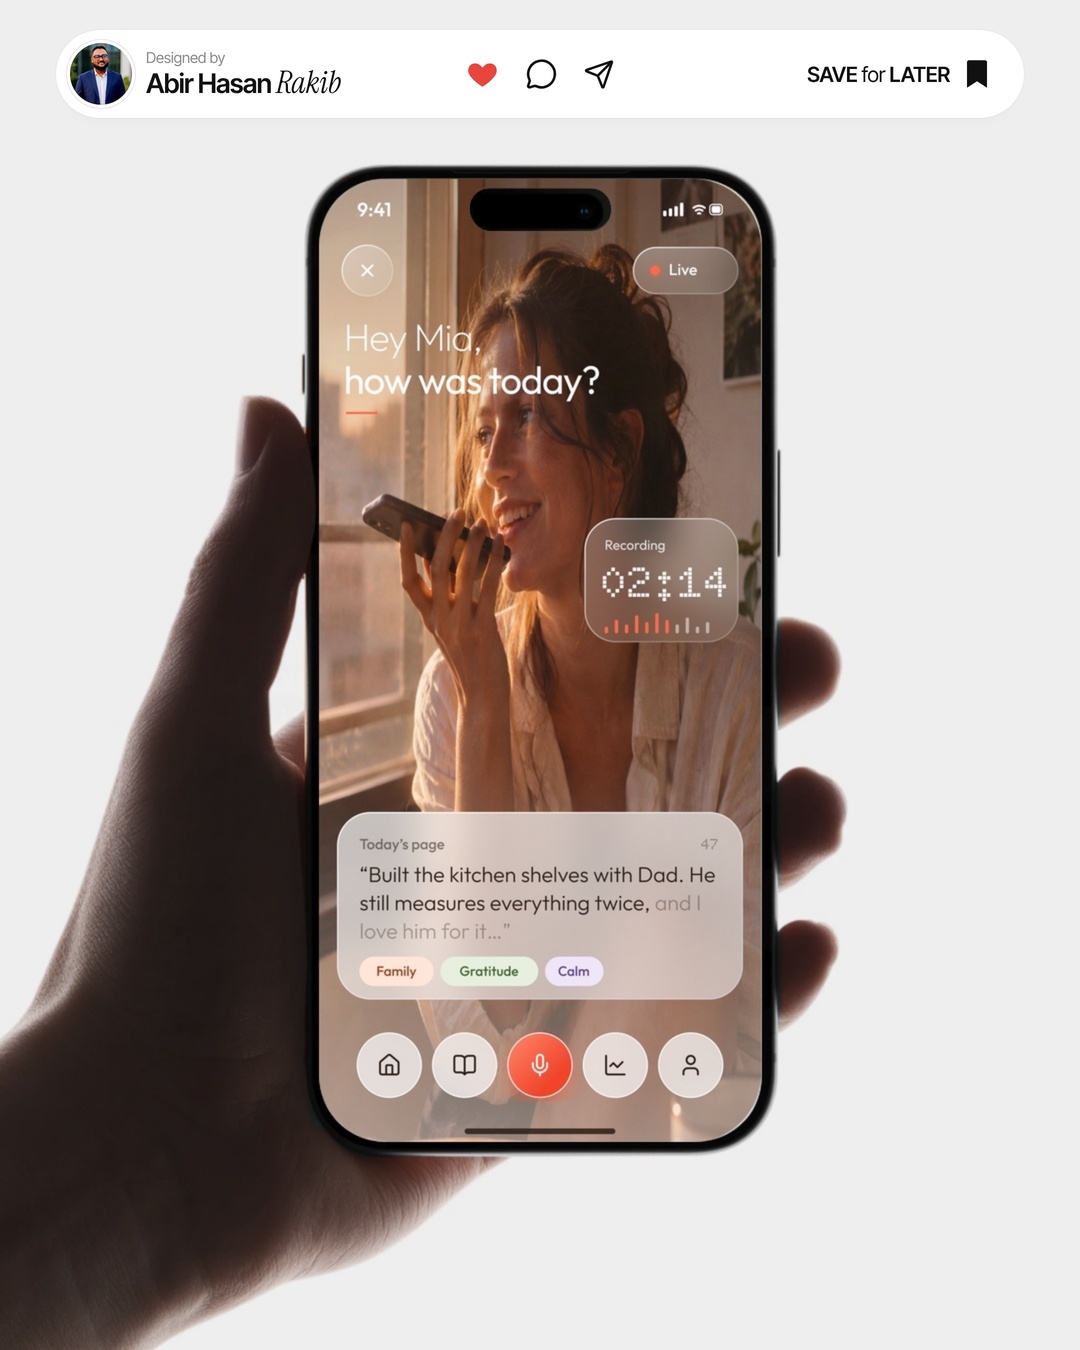 Designed by
Abir Hasan Rakib
SAVE for LATER
9:41
Live
Hey Mia,
how was today?
Recording
02:14
Today's page
47
“Built the kitchen shelves with Dad. He
still measures everything twice, and I
love him for it...”
Family
Gratitude
Calm